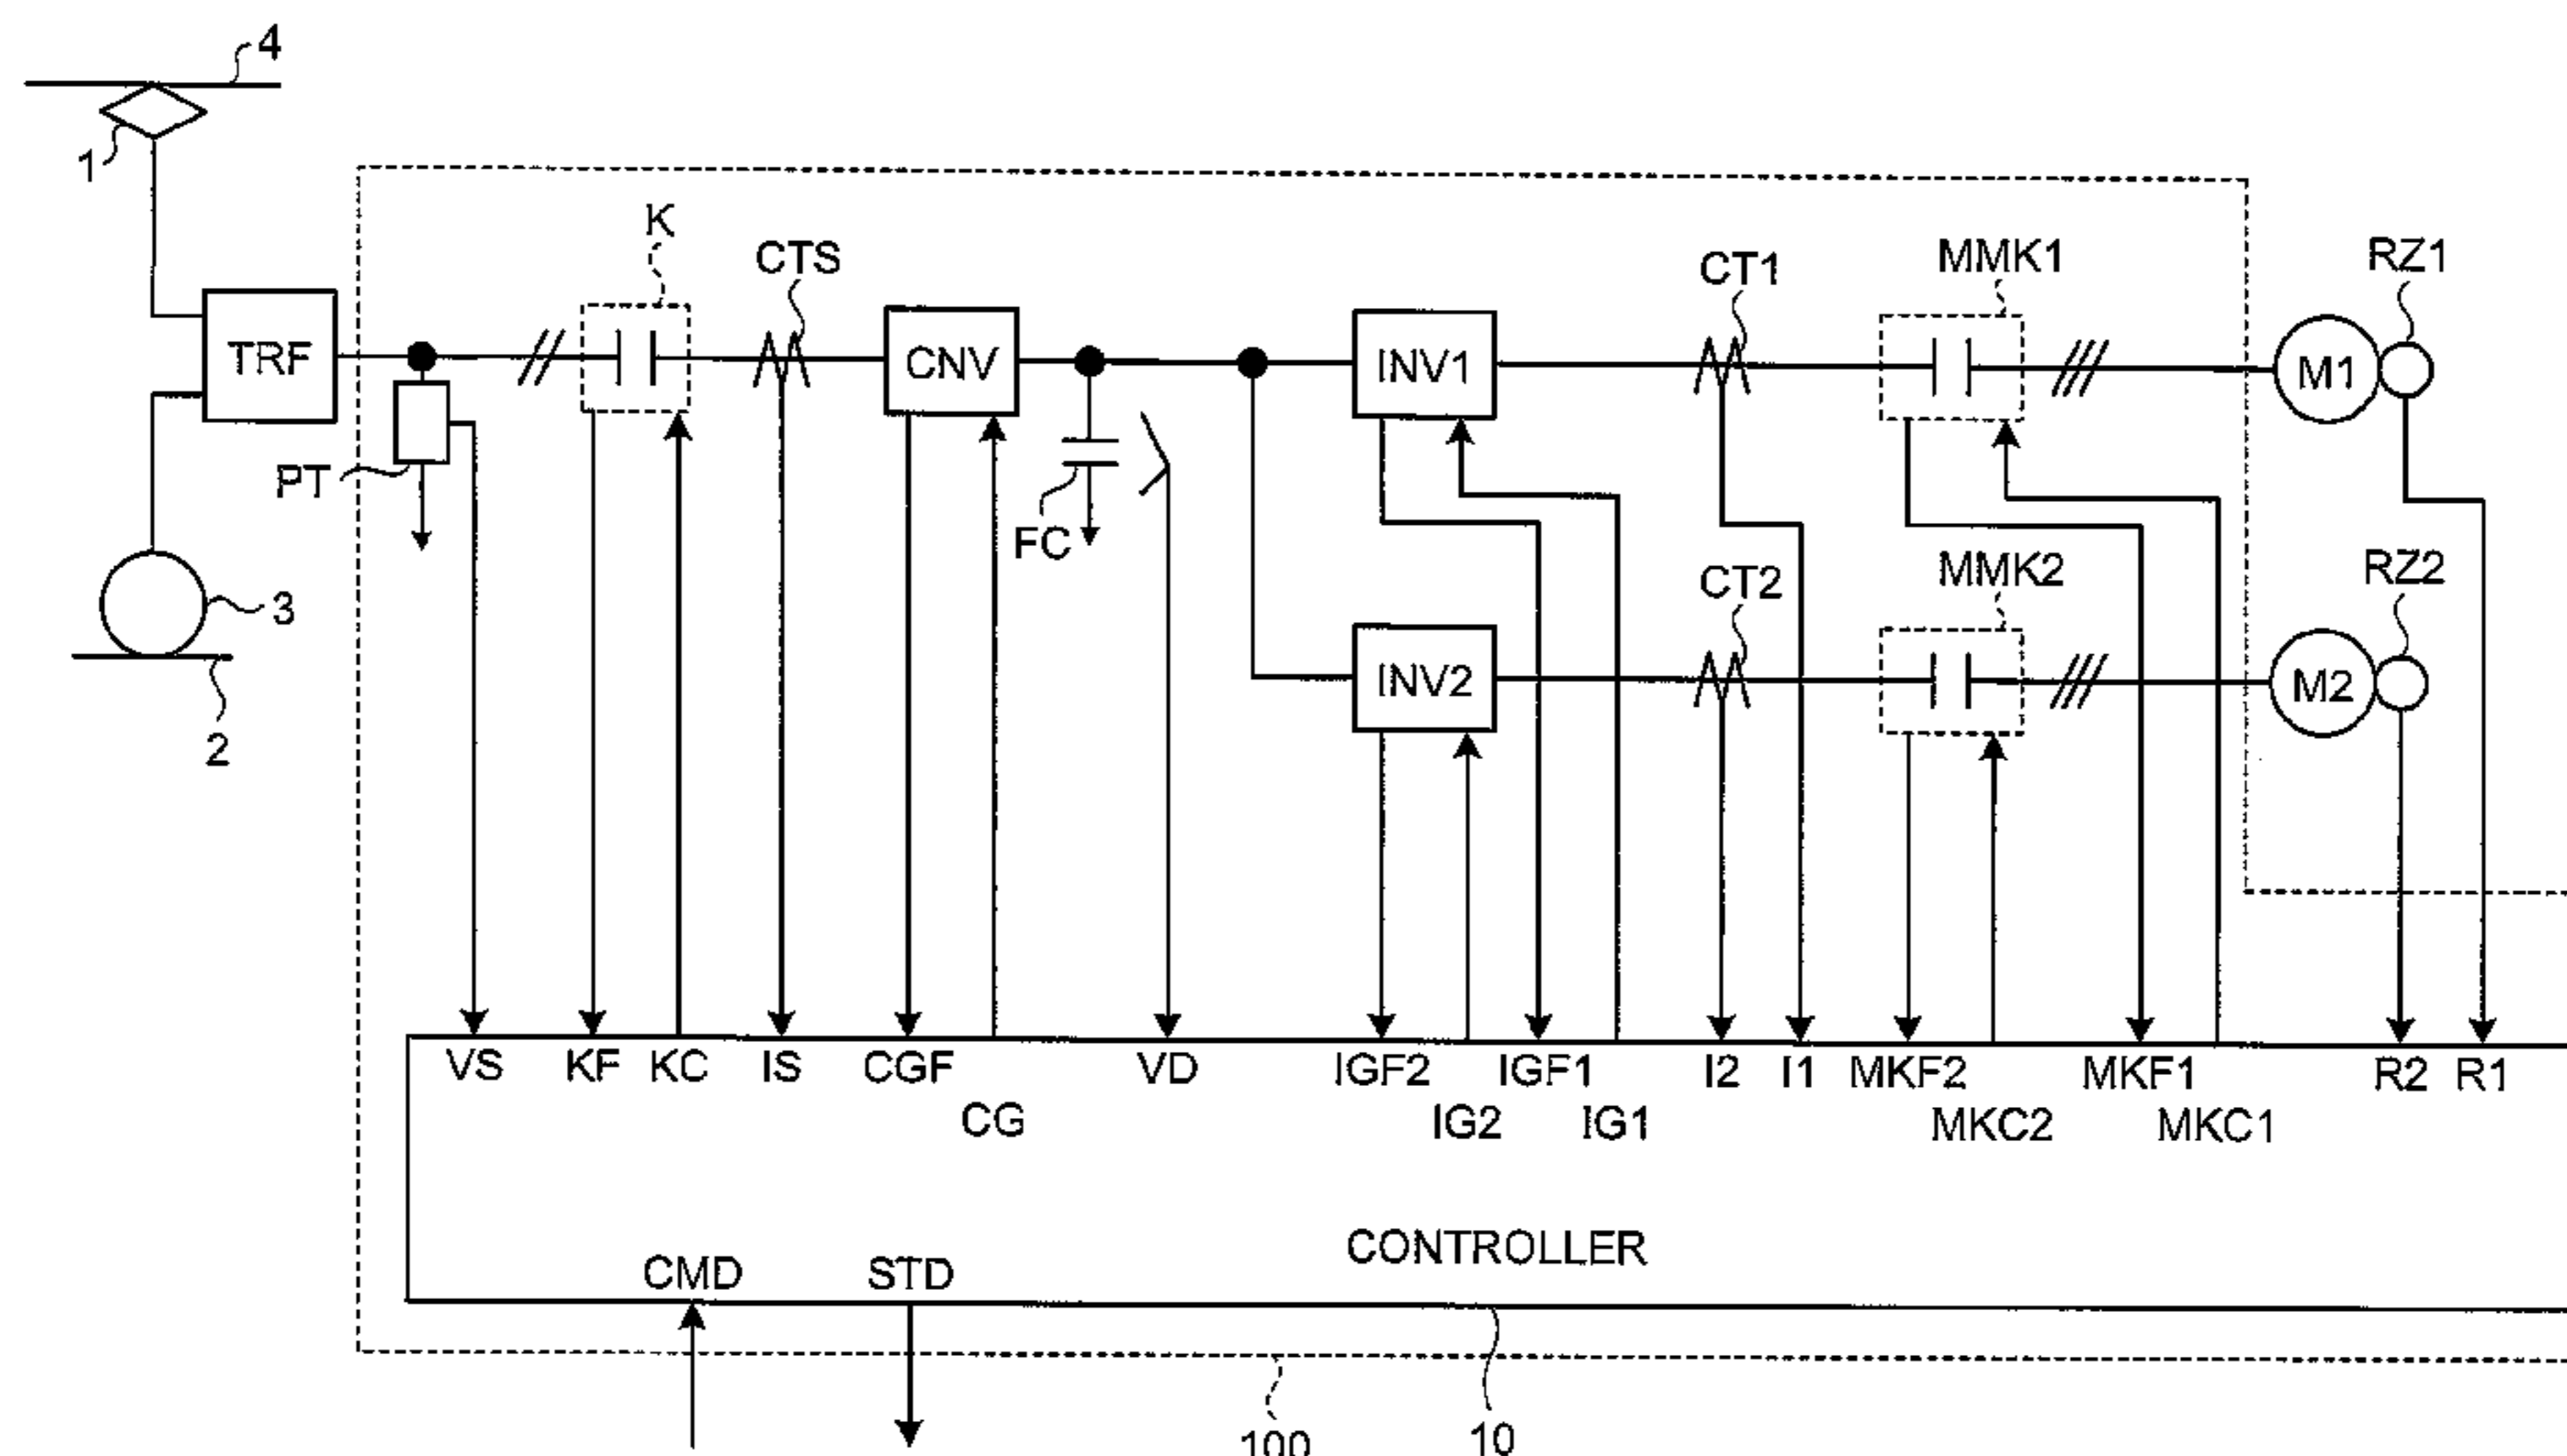 4
1
K
CTS
CT1
MMK1
RZ1
TRF
CNV
INV1
M1
PT
FC
CT2
MMK2
RZ2
3
INV2
M2
2
VS KF KC IS CGF VD IGF2 IGF1 I2 I1 MKF2 MKF1 R2 R1
CG IG2 IG1 MKC2 MKC1
CONTROLLER
CMD STD
100 10